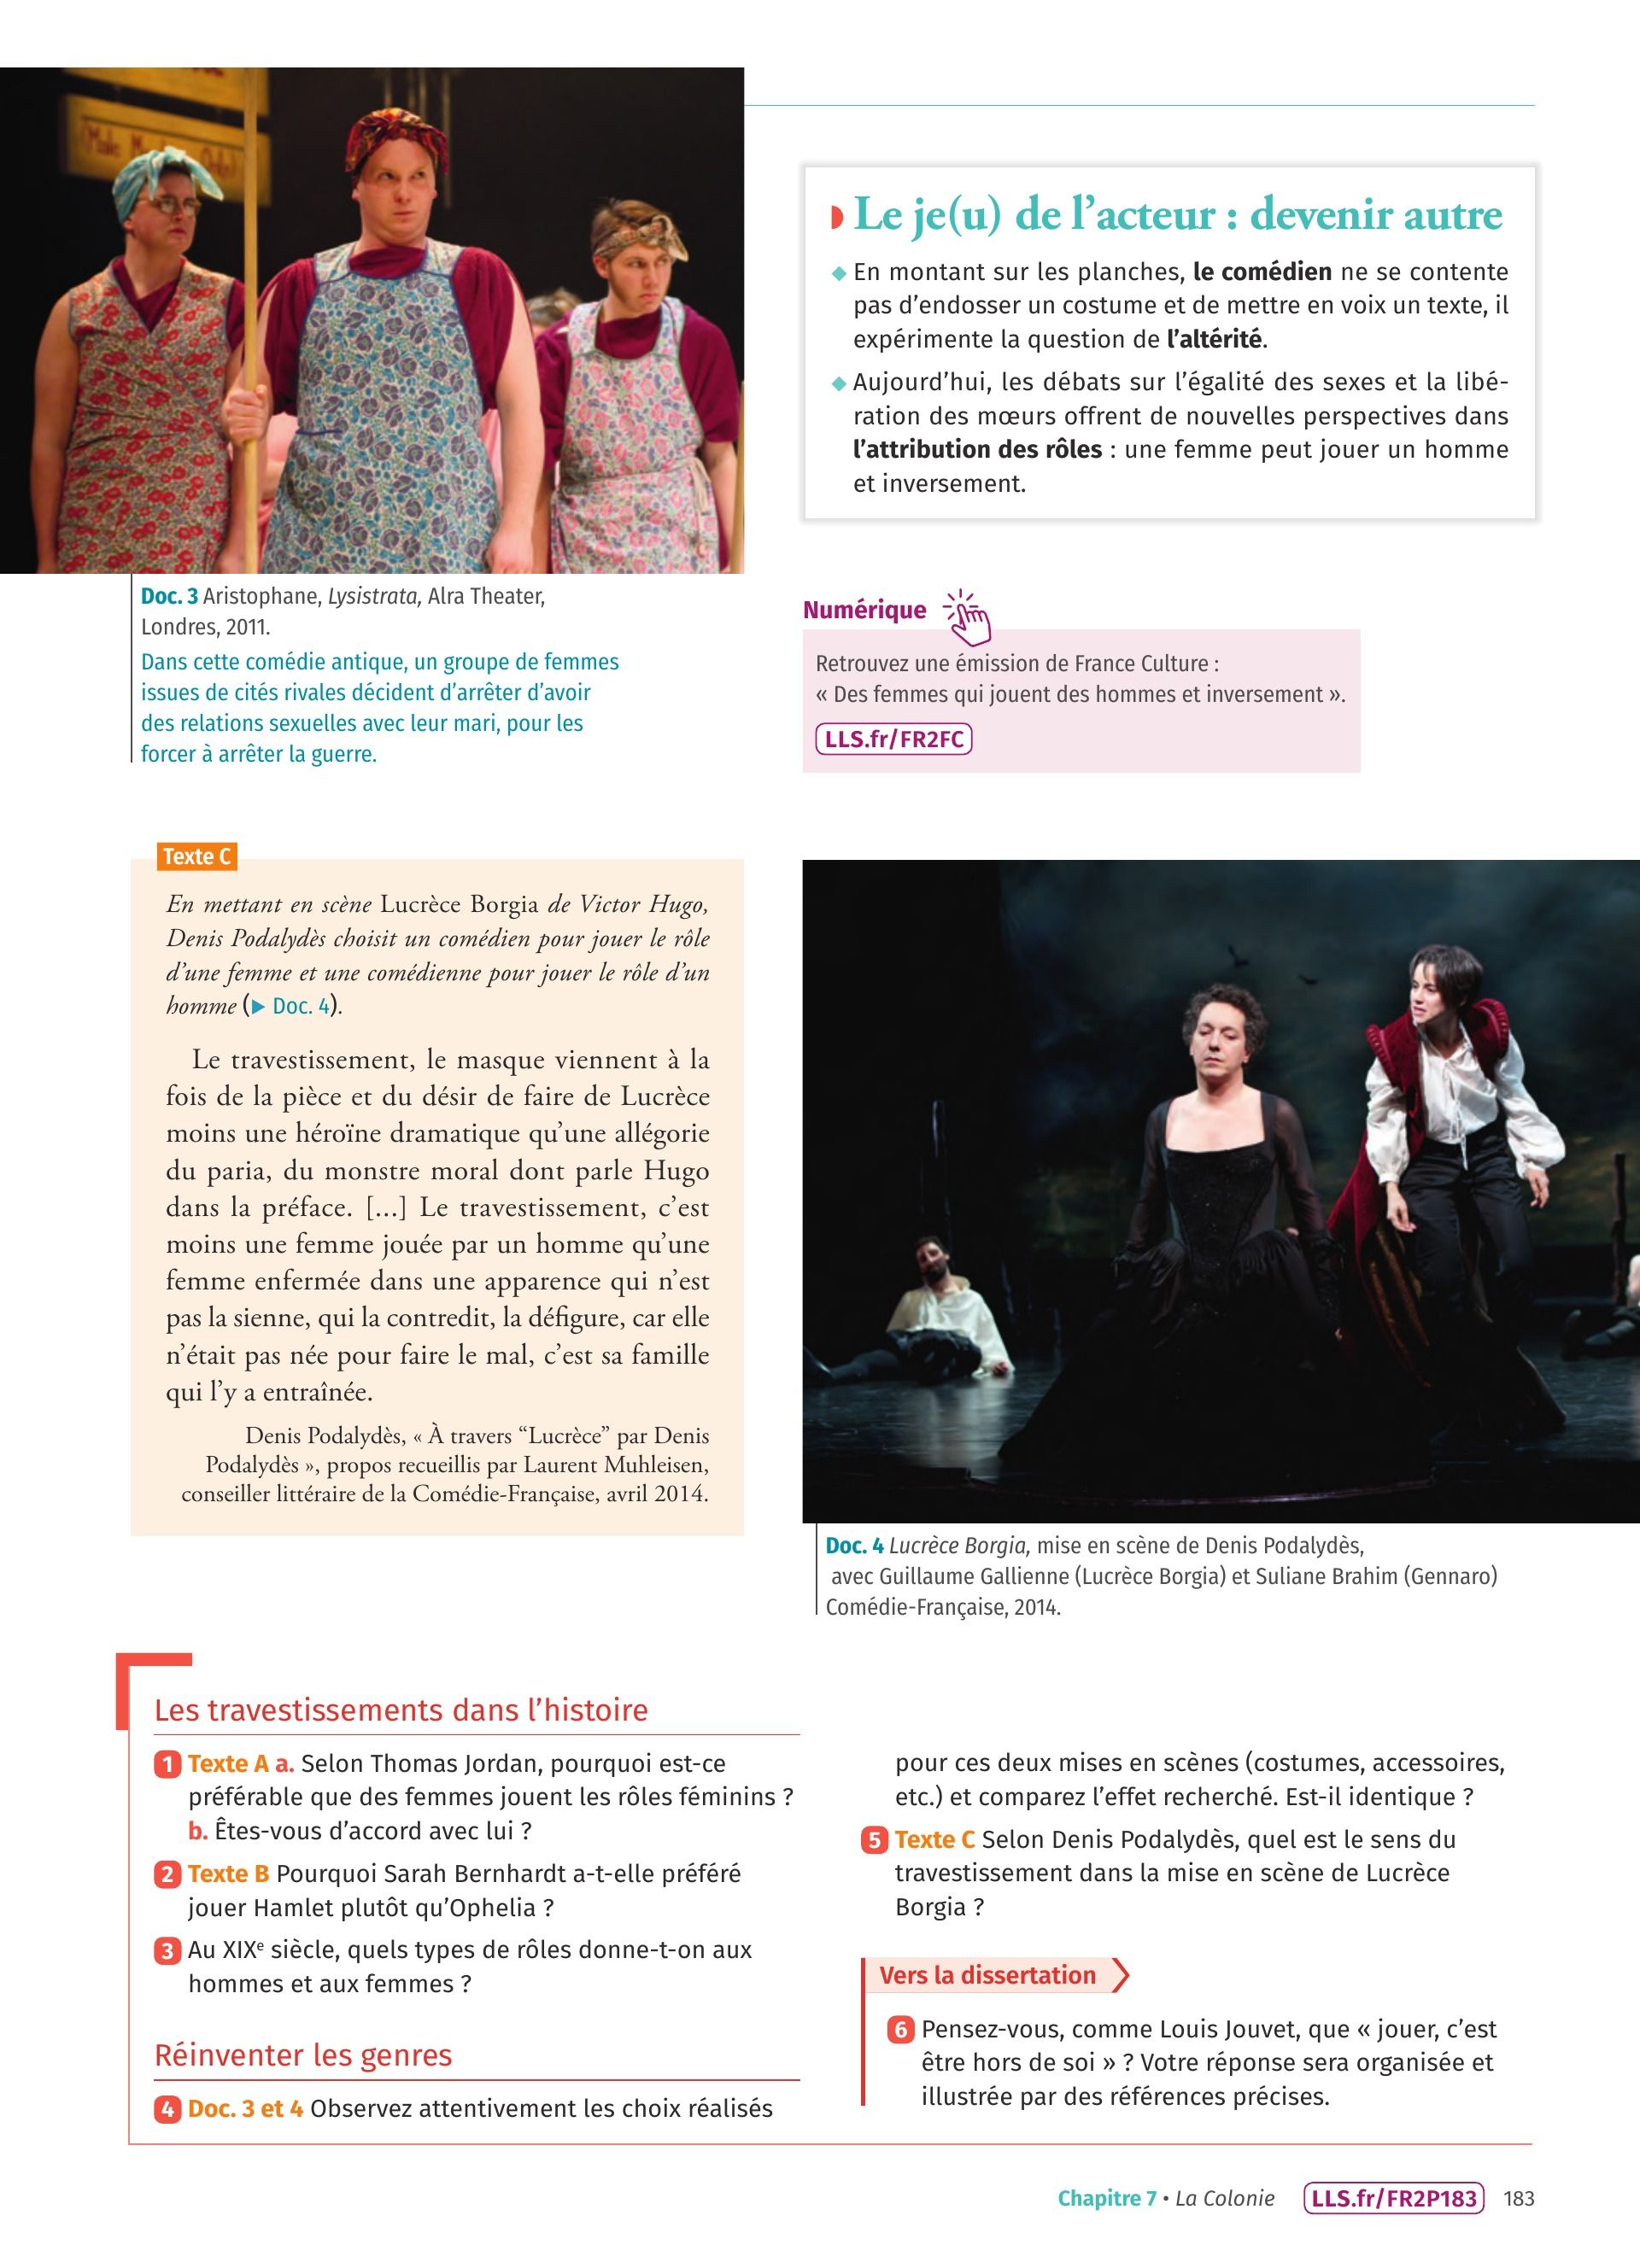 (Male Members Only)
Doc. 3 Aristophane, Lysistrata, Alra Theater,
Londres, 2011.
Dans cette comédie antique, un groupe de femmes
issues de cités rivales décident d'arrêter d'avoir
des relations sexuelles avec leur mari, pour les
forcer à arrêter la guerre.
Le je(u) de l'acteur : devenir autre
En montant sur les planches, le comédien ne se contente
pas d'endosser un costume et de mettre en voix un texte, il
expérimente la question de l'altérité.
Aujourd'hui, les débats sur l'égalité des sexes et la libé-
ration des mœurs offrent de nouvelles perspectives dans
l'attribution des rôles : une femme peut jouer un homme
et inversement.
Numérique
Retrouvez une émission de France Culture :
« Des femmes qui jouent des hommes et inversement ».
LLS.fr/FR2FC
Texte C
En mettant en scène Lucrèce Borgia de Victor Hugo,
Denis Podalydès choisit un comédien pour jouer le rôle
d'une femme et une comédienne pour jouer le rôle d'un
homme (▶ Doc. 4).
Le travestissement, le masque viennent à la
fois de la pièce et du désir de faire de Lucrèce
moins une héroïne dramatique qu'une allégorie
du paria, du monstre moral dont parle Hugo
dans la préface. [...] Le travestissement, c'est
moins une femme jouée par un homme qu'une
femme enfermée dans une apparence qui n'est
pas la sienne, qui la contredit, la défigure, car elle
n'était pas née pour faire le mal, c'est sa famille
qui l'y a entraînée.
Denis Podalydès, « À travers “Lucrèce” par Denis
Podalydès », propos recueillis par Laurent Muhleisen,
conseiller littéraire de la Comédie-Française, avril 2014.
Doc. 4 Lucrèce Borgia, mise en scène de Denis Podalydès,
avec Guillaume Gallienne (Lucrèce Borgia) et Suliane Brahim (Gennaro)
Comédie-Française, 2014.
Les travestissements dans l'histoire
1 Texte A a. Selon Thomas Jordan, pourquoi est-ce
préférable que des femmes jouent les rôles féminins ?
b. Êtes-vous d'accord avec lui ?
2 Texte B Pourquoi Sarah Bernhardt a-t-elle préféré
jouer Hamlet plutôt qu'Ophelia ?
3 Au XIXe siècle, quels types de rôles donne-t-on aux
hommes et aux femmes ?
Réinventer les genres
4 Doc. 3 et 4 Observez attentivement les choix réalisés
pour ces deux mises en scènes (costumes, accessoires,
etc.) et comparez l'effet recherché. Est-il identique ?
5 Texte C Selon Denis Podalydès, quel est le sens du
travestissement dans la mise en scène de Lucrèce
Borgia ?
Vers la dissertation
6 Pensez-vous, comme Louis Jouvet, que « jouer, c'est
être hors de soi » ? Votre réponse sera organisée et
illustrée par des références précises.
Chapitre 7 • La Colonie LLS.fr/FR2P183 183